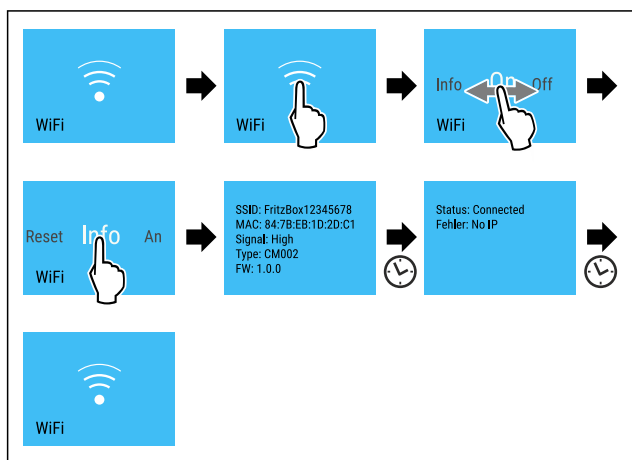 WiFi
WiFi
Info On Off
WiFi
Reset Info An
WiFi
SSID: FritzBox12345678
MAC: 84:7B:EB:1D:2D:C1
Signal: High
Type: CM002
FW: 1.0.0
Status: Connected
Fehler: No IP
WiFi